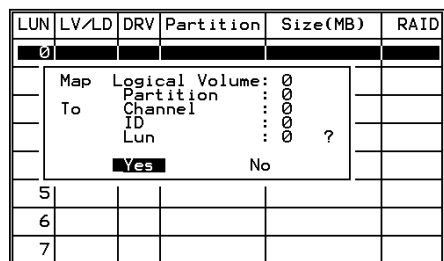 LUN LV/LD DRV Partition Size(MB) RAID
0
Map Logical Volume: 0
Partition : 0
To Channel : 0
ID : 0
Lun : 0 ?
Yes No
5
6
7